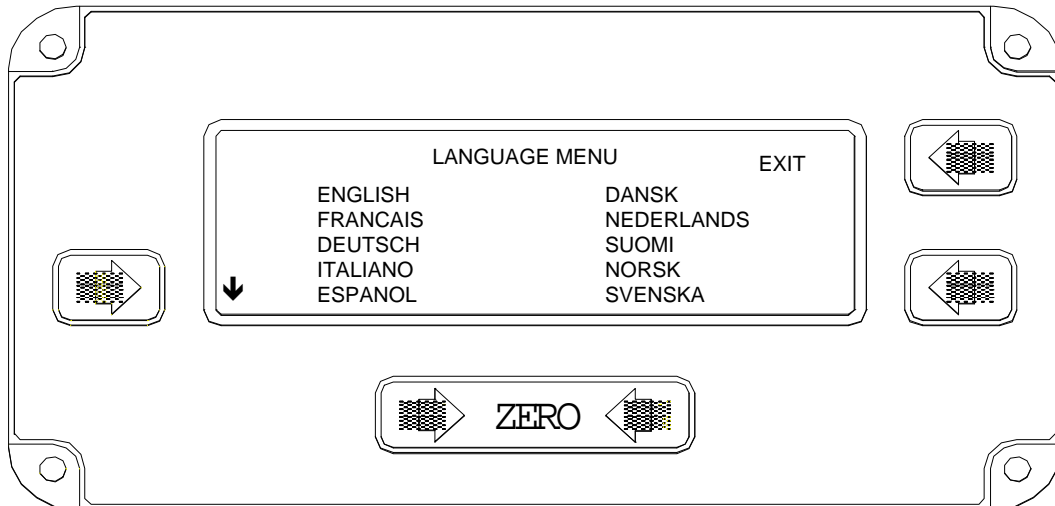 LANGUAGE MENU
EXIT
ENGLISH
FRANCAIS
DEUTSCH
ITALIANO
ESPANOL
DANSK
NEDERLANDS
SUOMI
NORSK
SVENSKA
ZERO